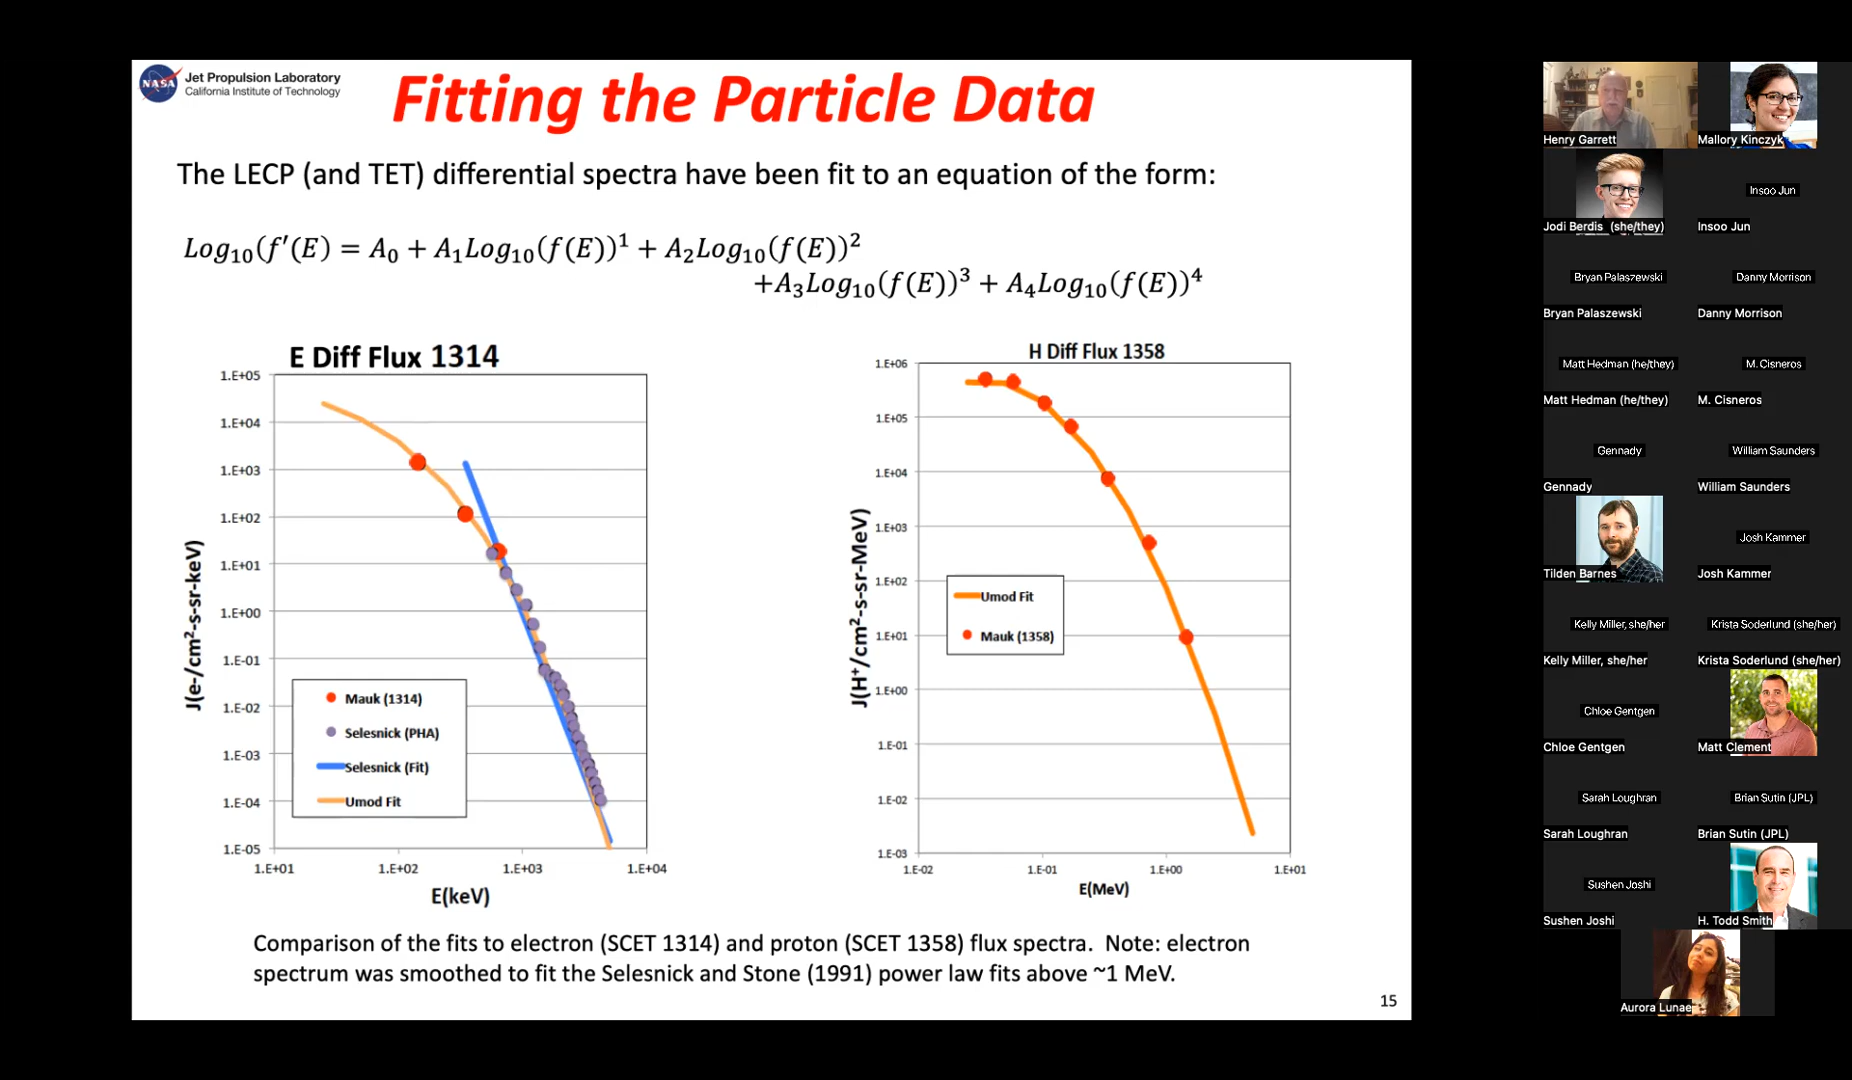 NASA
Jet Propulsion Laboratory
California Institute of Technology
Fitting the Particle Data
The LECP (and TET) differential spectra have been fit to an equation of the form:
Log₁₀(f′(E) = A₀ + A₁Log₁₀(f(E))¹ + A₂Log₁₀(f(E))²
+A₃Log₁₀(f(E))³ + A₄Log₁₀(f(E))⁴
E Diff Flux 1314
1.E+05
1.E+04
1.E+03
1.E+02
1.E+01
1.E+00
1.E-01
1.E-02
1.E-03
1.E-04
1.E-05
J(e-/cm²-s-sr-keV)
Mauk (1314)
Selesnick (PHA)
Selesnick (Fit)
Umod Fit
1.E+01 1.E+02 1.E+03 1.E+04
E(keV)
H Diff Flux 1358
1.E+06
1.E+05
1.E+04
1.E+03
1.E+02
1.E+01
1.E+00
1.E-01
1.E-02
1.E-03
J(H⁺/cm²-s-sr-MeV)
Umod Fit
Mauk (1358)
1.E-02 1.E-01 1.E+00 1.E+01
E(MeV)
Comparison of the fits to electron (SCET 1314) and proton (SCET 1358) flux spectra. Note: electron
spectrum was smoothed to fit the Selesnick and Stone (1991) power law fits above ~1 MeV.
15
Henry Garrett
Mallory Kinczyk
Jodi Berdis (she/they)
Insoo Jun
Insoo Jun
Bryan Palaszewski
Bryan Palaszewski
Danny Morrison
Danny Morrison
Matt Hedman (he/they)
Matt Hedman (he/they)
M. Cisneros
M. Cisneros
Gennady
Gennady
William Saunders
William Saunders
Tilden Barnes
Josh Kammer
Josh Kammer
Kelly Miller, she/her
Kelly Miller, she/her
Krista Soderlund (she/her)
Krista Soderlund (she/her)
Chloe Gentgen
Chloe Gentgen
Matt Clement
Sarah Loughran
Sarah Loughran
Brian Sutin (JPL)
Brian Sutin (JPL)
Sushen Joshi
Sushen Joshi
H. Todd Smith
Aurora Lunae